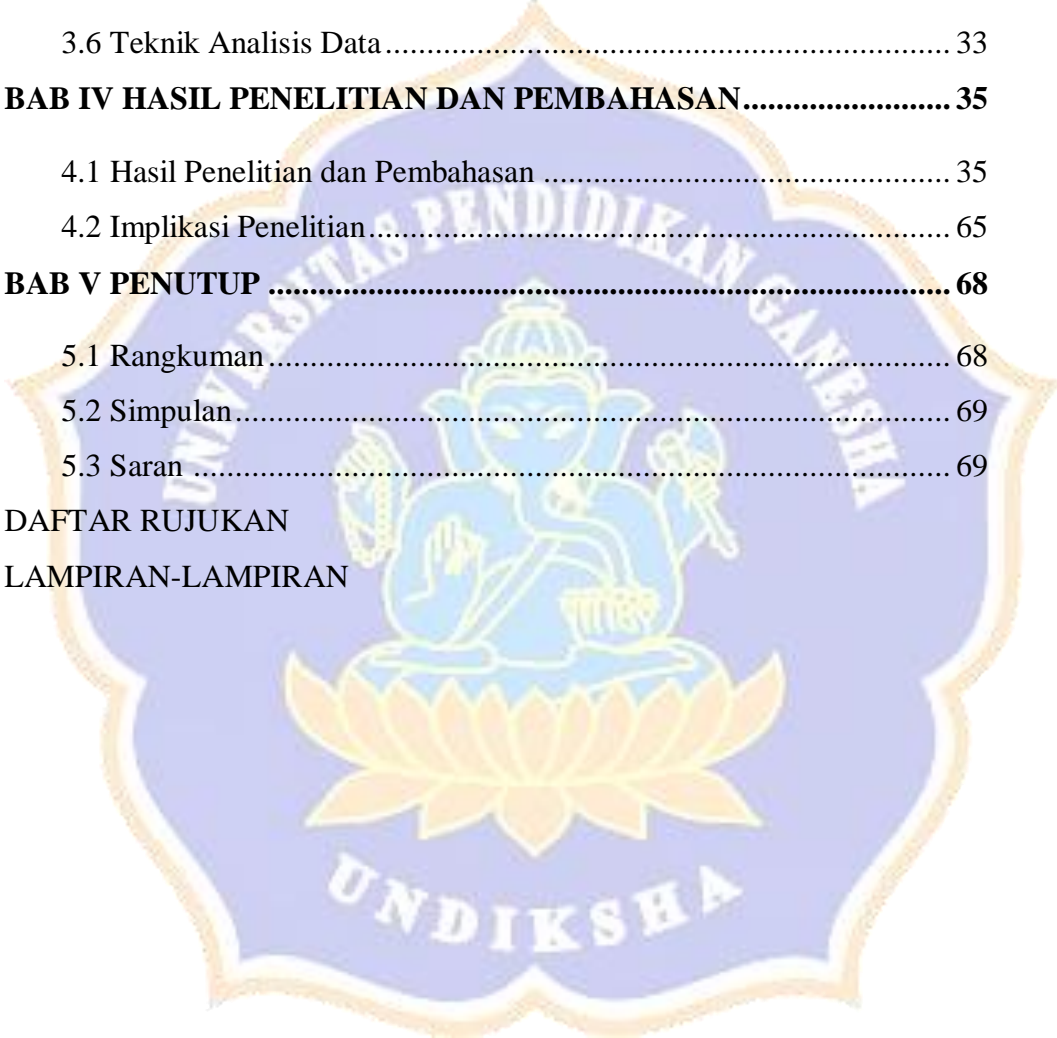 3.6 Teknik Analisis Data.................................................................... 33
BAB IV HASIL PENELITIAN DAN PEMBAHASAN......................... 35
4.1 Hasil Penelitian dan Pembahasan ................................................. 35
4.2 Implikasi Penelitian...................................................................... 65
BAB V PENUTUP .................................................................................. 68
5.1 Rangkuman.................................................................................. 68
5.2 Simpulan...................................................................................... 69
5.3 Saran ........................................................................................... 69
DAFTAR RUJUKAN
LAMPIRAN-LAMPIRAN
UNIVERSITAS PENDIDIKAN GANESHA
UNDIKSHA